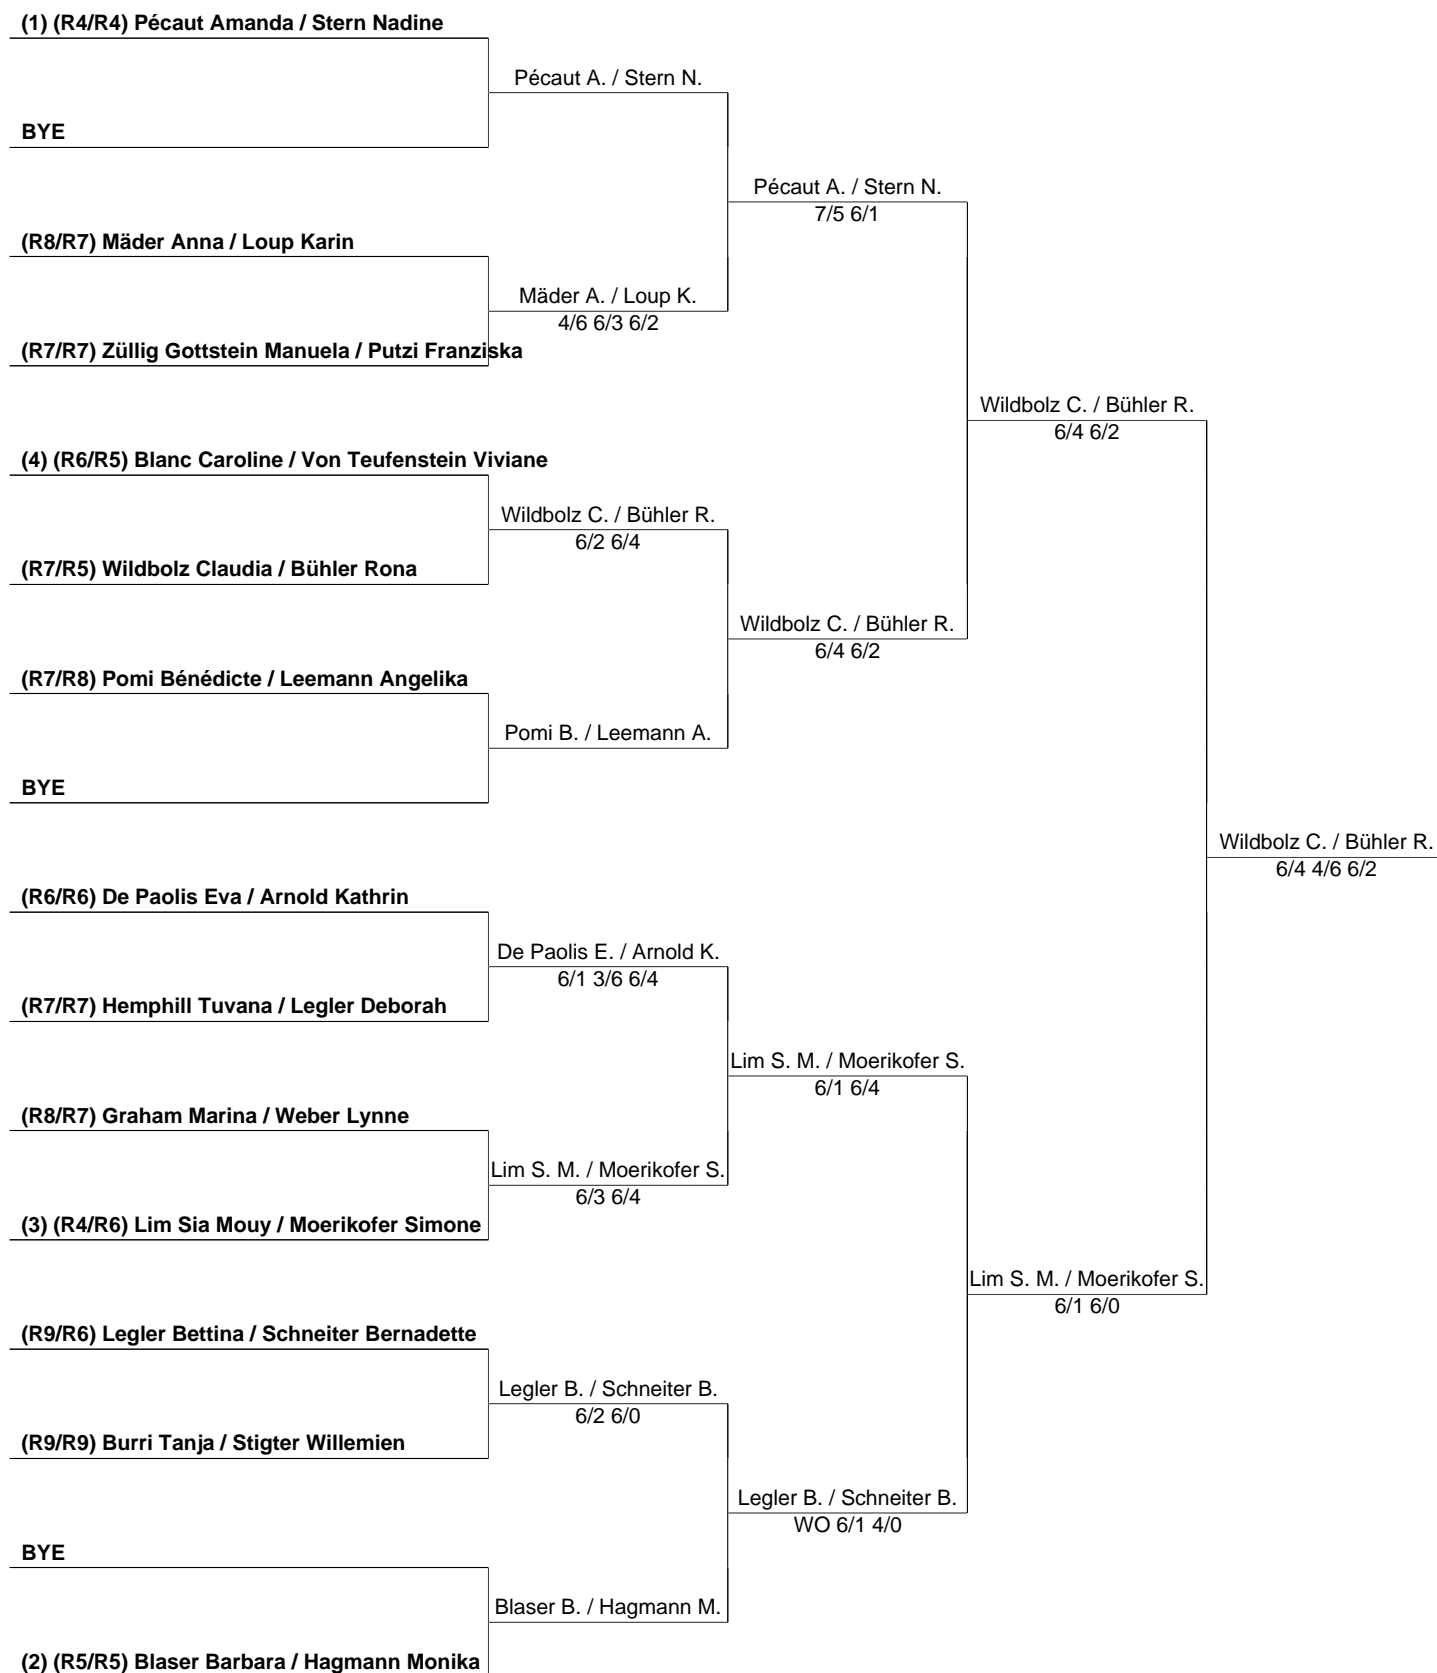 (1) (R4/R4) Pécaut Amanda / Stern Nadine
Pécaut A. / Stern N.
BYE
Pécaut A. / Stern N.
7/5 6/1
(R8/R7) Mäder Anna / Loup Karin
Mäder A. / Loup K.
4/6 6/3 6/2
(R7/R7) Züllig Gottstein Manuela / Putzi Franziska
Wildbolz C. / Bühler R.
6/4 6/2
(4) (R6/R5) Blanc Caroline / Von Teufenstein Viviane
Wildbolz C. / Bühler R.
6/2 6/4
(R7/R5) Wildbolz Claudia / Bühler Rona
Wildbolz C. / Bühler R.
6/4 6/2
(R7/R8) Pomi Bénédicte / Leemann Angelika
Pomi B. / Leemann A.
BYE
Wildbolz C. / Bühler R.
6/4 4/6 6/2
(R6/R6) De Paolis Eva / Arnold Kathrin
De Paolis E. / Arnold K.
6/1 3/6 6/4
(R7/R7) Hemphill Tuvana / Legler Deborah
Lim S. M. / Moerikofer S.
6/1 6/4
(R8/R7) Graham Marina / Weber Lynne
Lim S. M. / Moerikofer S.
6/3 6/4
(3) (R4/R6) Lim Sia Mouy / Moerikofer Simone
Lim S. M. / Moerikofer S.
6/1 6/0
(R9/R6) Legler Bettina / Schneiter Bernadette
Legler B. / Schneiter B.
6/2 6/0
(R9/R9) Burri Tanja / Stigter Willemien
Legler B. / Schneiter B.
WO 6/1 4/0
BYE
Blaser B. / Hagmann M.
(2) (R5/R5) Blaser Barbara / Hagmann Monika